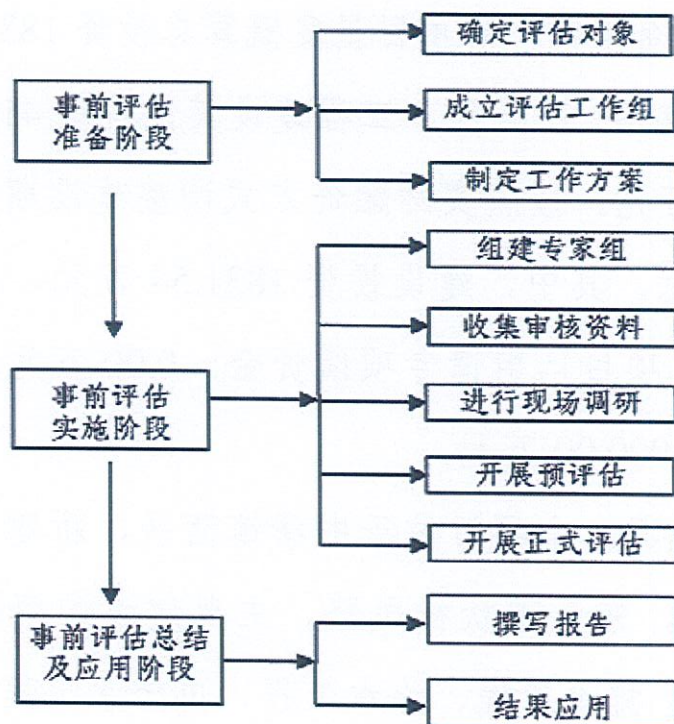 事前评估
准备阶段
确定评估对象
成立评估工作组
制定工作方案
事前评估
实施阶段
组建专家组
收集审核资料
进行现场调研
开展预评估
开展正式评估
事前评估总结
及应用阶段
撰写报告
结果应用